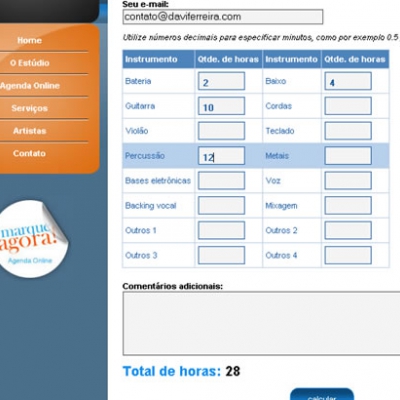 Seu e-mail:
contato@daviferreira.com
Utilize números decimais para especificar minutos, como por exemplo 0.5
Home
O Estúdio
Agenda Online
Serviços
Artistas
Contato
marque
agora!
Agenda Online
Instrumento Qtde. de horas Instrumento Qtde. de horas
Bateria 2 Baixo 4
Guitarra 10 Cordas
Violão Teclado
Percussão 12 Metais
Bases eletrônicas Voz
Backing vocal Mixagem
Outros 1 Outros 2
Outros 3 Outros 4
Comentários adicionais:
Total de horas: 28
calcular